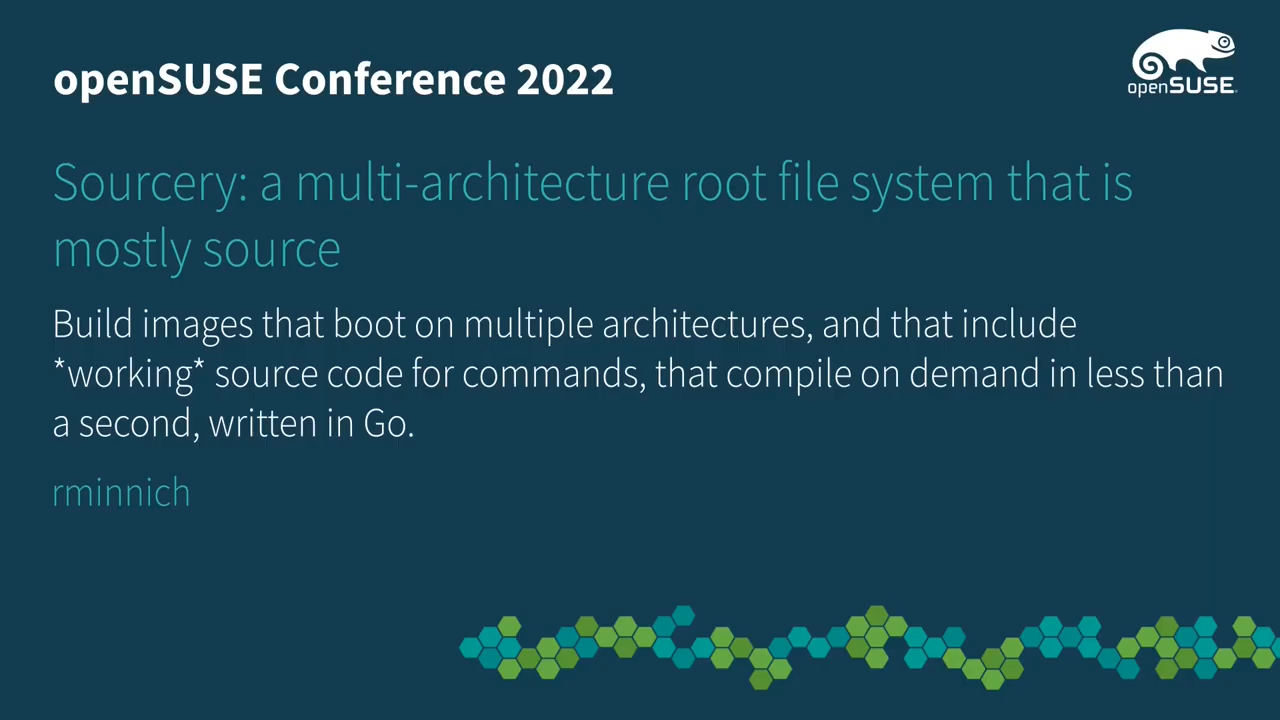 openSUSE Conference 2022
openSUSE
Sourcery: a multi-architecture root file system that is
mostly source
Build images that boot on multiple architectures, and that include
*working* source code for commands, that compile on demand in less than
a second, written in Go.
rminnich